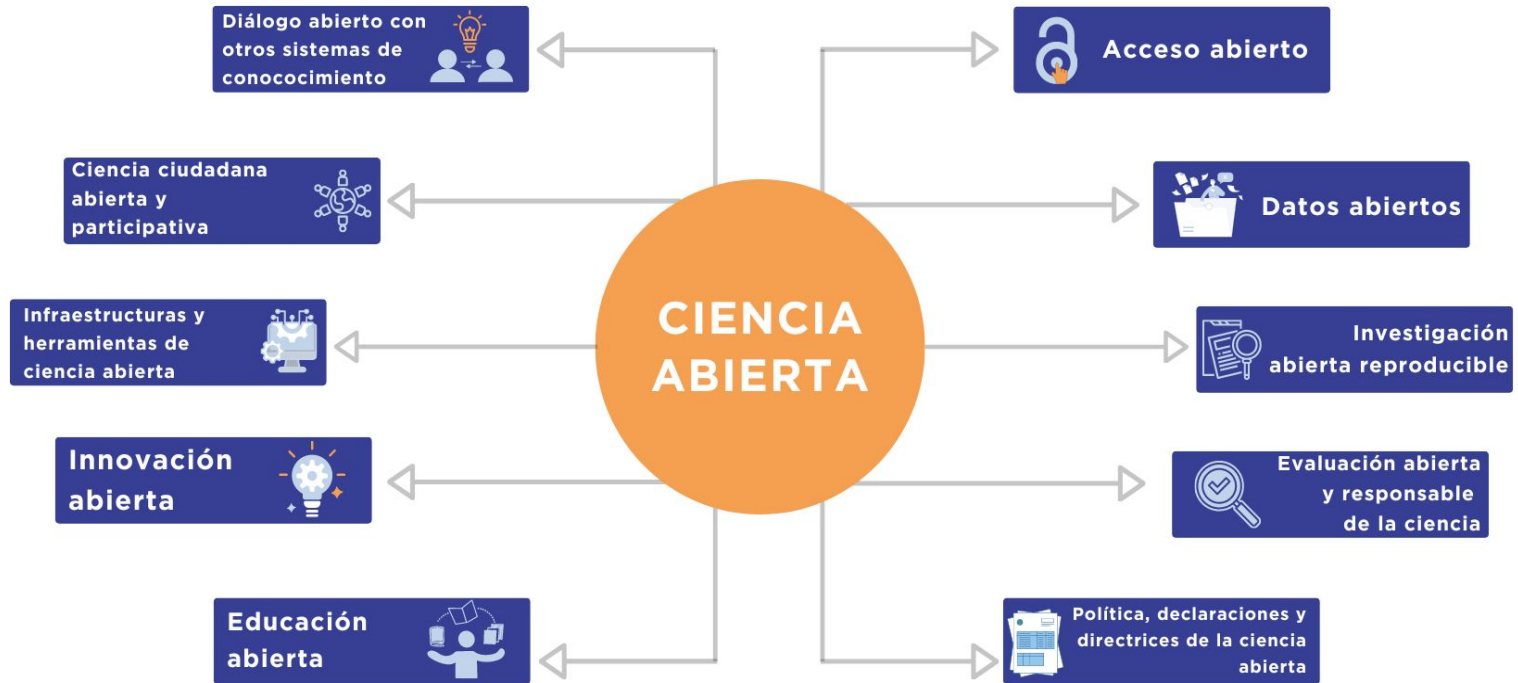 Diálogo abierto con
otros sistemas de
conococimiento
Acceso abierto
Ciencia ciudadana
abierta y
participativa
Datos abiertos
Infraestructuras y
herramientas de
ciencia abierta
CIENCIA
ABIERTA
Investigación
abierta reproducible
Innovación
abierta
Evaluación abierta
y responsable
de la ciencia
Educación
abierta
Política, declaraciones y
directrices de la ciencia
abierta